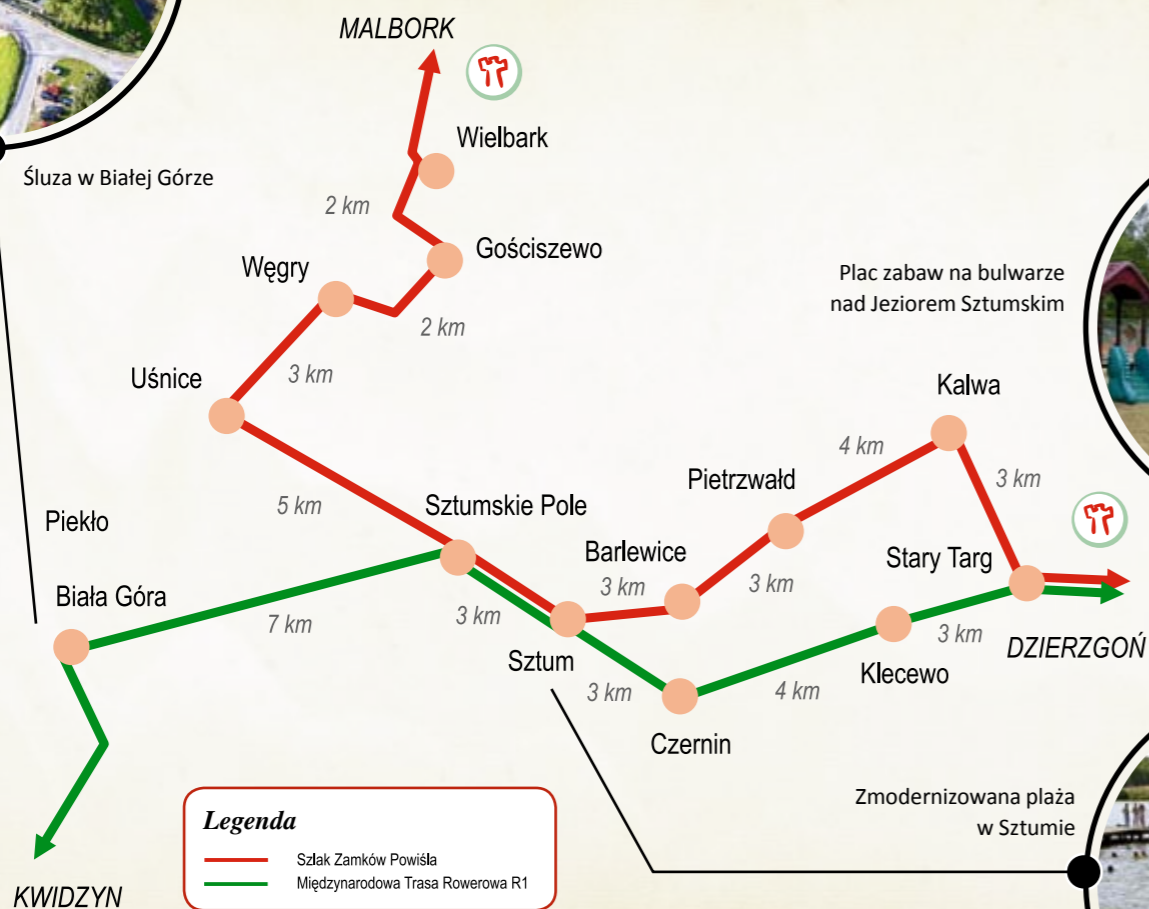 MALBORK
Wielbark
Śluza w Białej Górze
2 km
Gościszewo
Węgry
Plac zabaw na bulwarze
nad Jeziorem Sztumskim
2 km
Uśnice
3 km
Kalwa
4 km
Pietrzwałd
3 km
5 km
Sztumskie Pole
Piekło
Barlewice
Stary Targ
3 km
3 km
Biała Góra
7 km
3 km
3 km
DZIERZGOŃ
Sztum
Klecewo
3 km
4 km
Czernin
Zmodernizowana plaża
w Sztumie
Legenda
Szlak Zamków Powiśla
Międzynarodowa Trasa Rowerowa R1
KWIDZYN